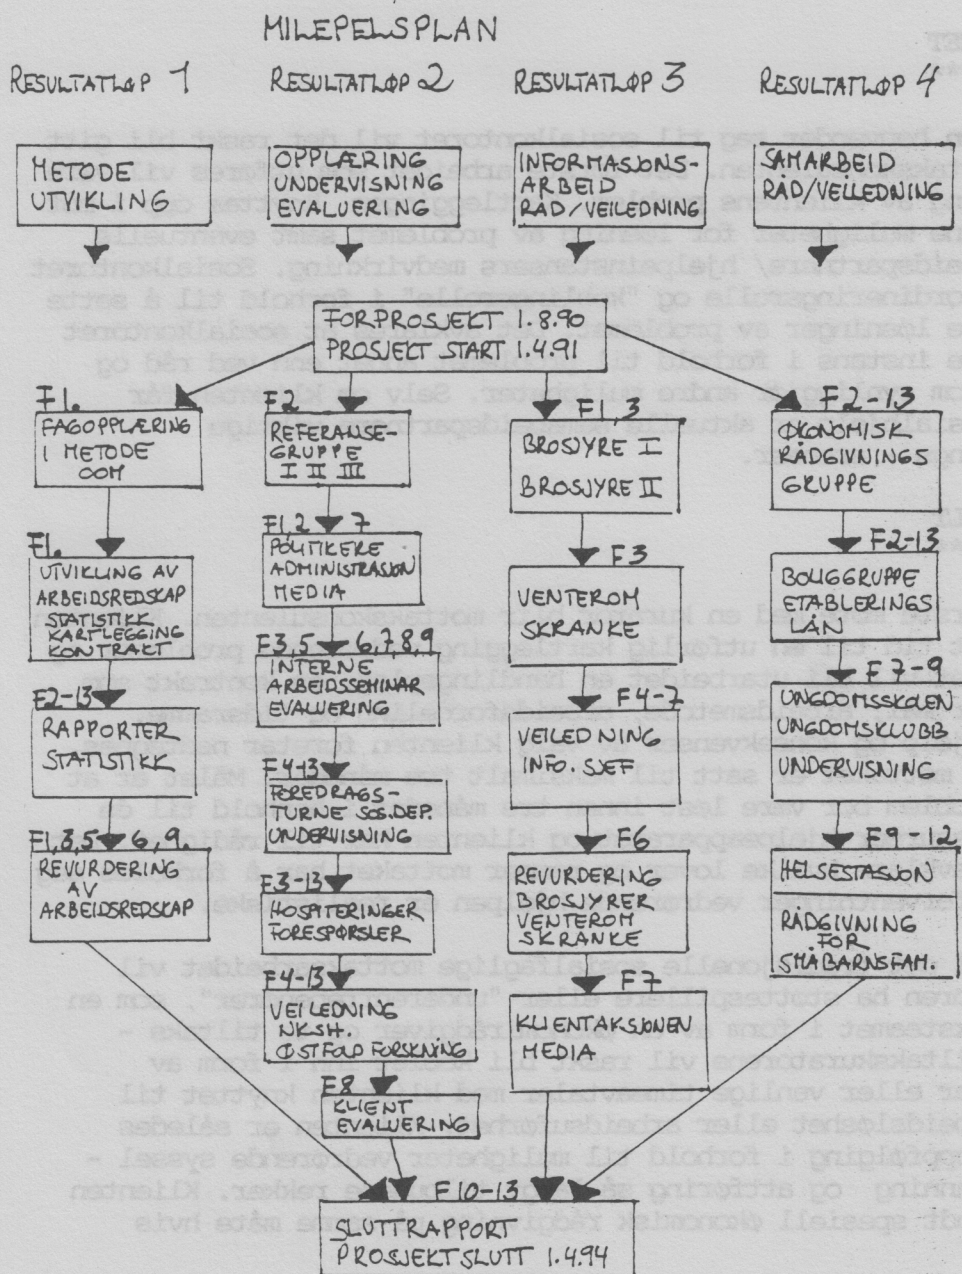 MILEPELSPLAN
RESULTATLØP 1
METODE
UTVIKLING
RESULTATLØP 2
OPPLÆRING
UNDERVISNING
EVALUERING
RESULTATLØP 3
INFORMASJONS-
ARBEID
RÅD/VEILEDNING
RESULTATLØP 4
SAMARBEID
RÅD/VEILEDNING
FORPROSJEKT 1.8.90
PROSJEKT START 1.4.91
F1.
FAGOPPLÆRING
I METODE
OOM
F1.
UTVIKLING AV
ARBEIDSREDSKAP
STATISTIKK
KARTLEGGING
KONTRAKT
F2-13
RAPPORTER
STATISTIKK
F1,3,5 6,9,
REVURDERING
AV
ARBEIDSREDSKAP
REFERANSE-
GRUPPE
I II III
F1,2 7
POLITIKERE
ADMINISTRASJON
MEDIA
F3,5 6,7,8,9
INTERNE
ARBEIDSSEMINAR
EVALUERING
F4-13
FOREDRAGS-
TURNE SOS.DEP.
UNDERVISNING
F3-13
HOSPITERINGER,
FORESPØRSLER
F4-13
VEILEDNING
NKSH.
ØSTFOLD FORSKNING
F8
KLIENT
EVALUERING
F1-3
BROSJYRE I
BROSJYRE II
F3
VENTEROM
SKRANKE
F4-7
VEILEDNING
INFO. SJEF
F6
REVURDERING
BROSJYRER
VENTEROM
SKRANKE
F7
KLIENTAKSJONEN
MEDIA
F2-13
ØKONOMISK
RÅDGIVNINGS
GRUPPE
F2-13
BOLIGGRUPPE
ETABLERINGS
LÅN
F7-9
UNGDOMSSKOLEN
UNGDOMSKLUBB
UNDERVISNING
F9-12
HELSESTASJON
RÅDGIVNING
FOR
SMÅBARNSFAM.
F10-13
SLUTTRAPPORT
PROSJEKTSLUTT 1.4.94